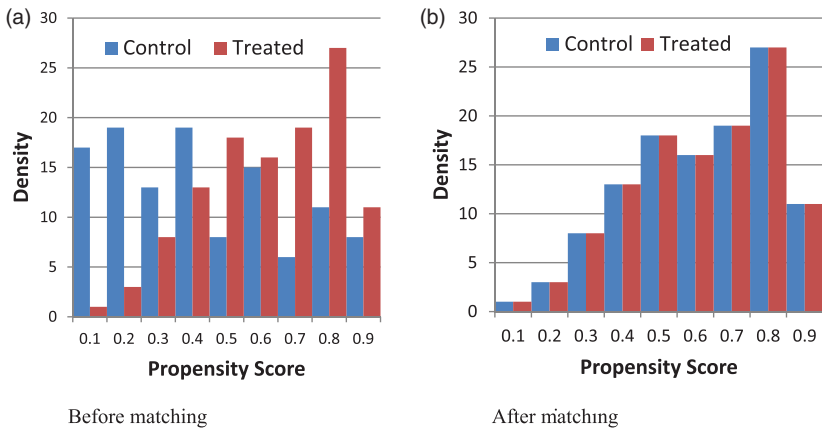 (a)
30
25
20
15
10
5
0
Density
Control Treated
0.1 0.2 0.3 0.4 0.5 0.6 0.7 0.8 0.9
Propensity Score
Before matching
(b)
30
25
20
15
10
5
0
Density
Control Treated
0.1 0.2 0.3 0.4 0.5 0.6 0.7 0.8 0.9
Propensity Score
After matching